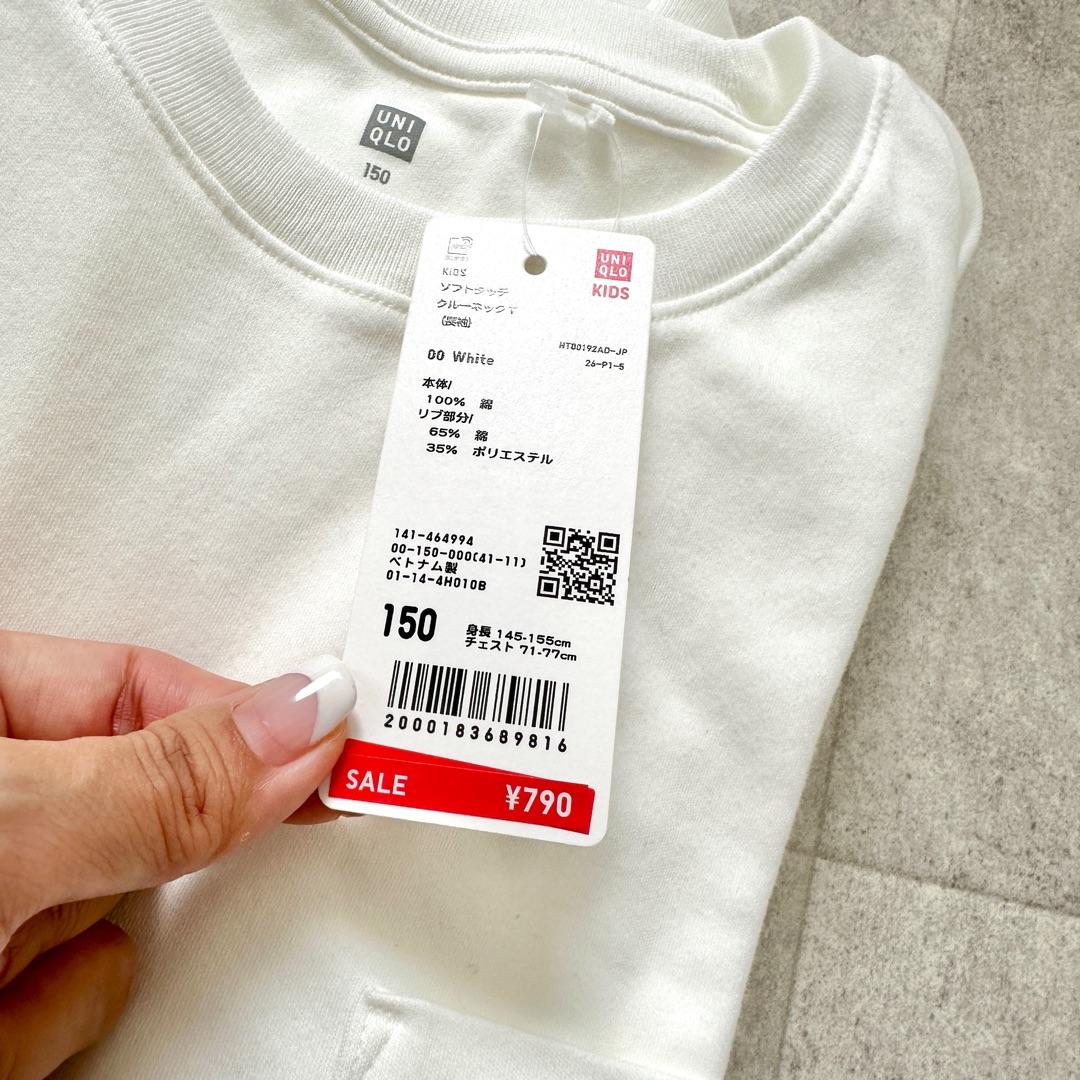 UNI
QLO
150
UNI
QLO
KIDS
KIDS
ソフトタッチ
クルーネックT
(長袖)
00 White
HT00192AD-JP
26-P1-5
本体/
100% 綿
リブ部分/
65% 綿
35% ポリエステル
141-464994
00-150-000(41-11)
ベトナム製
01-14-4H010B
150
身長 145-155cm
チェスト 71-77cm
2000183689816
SALE ¥790